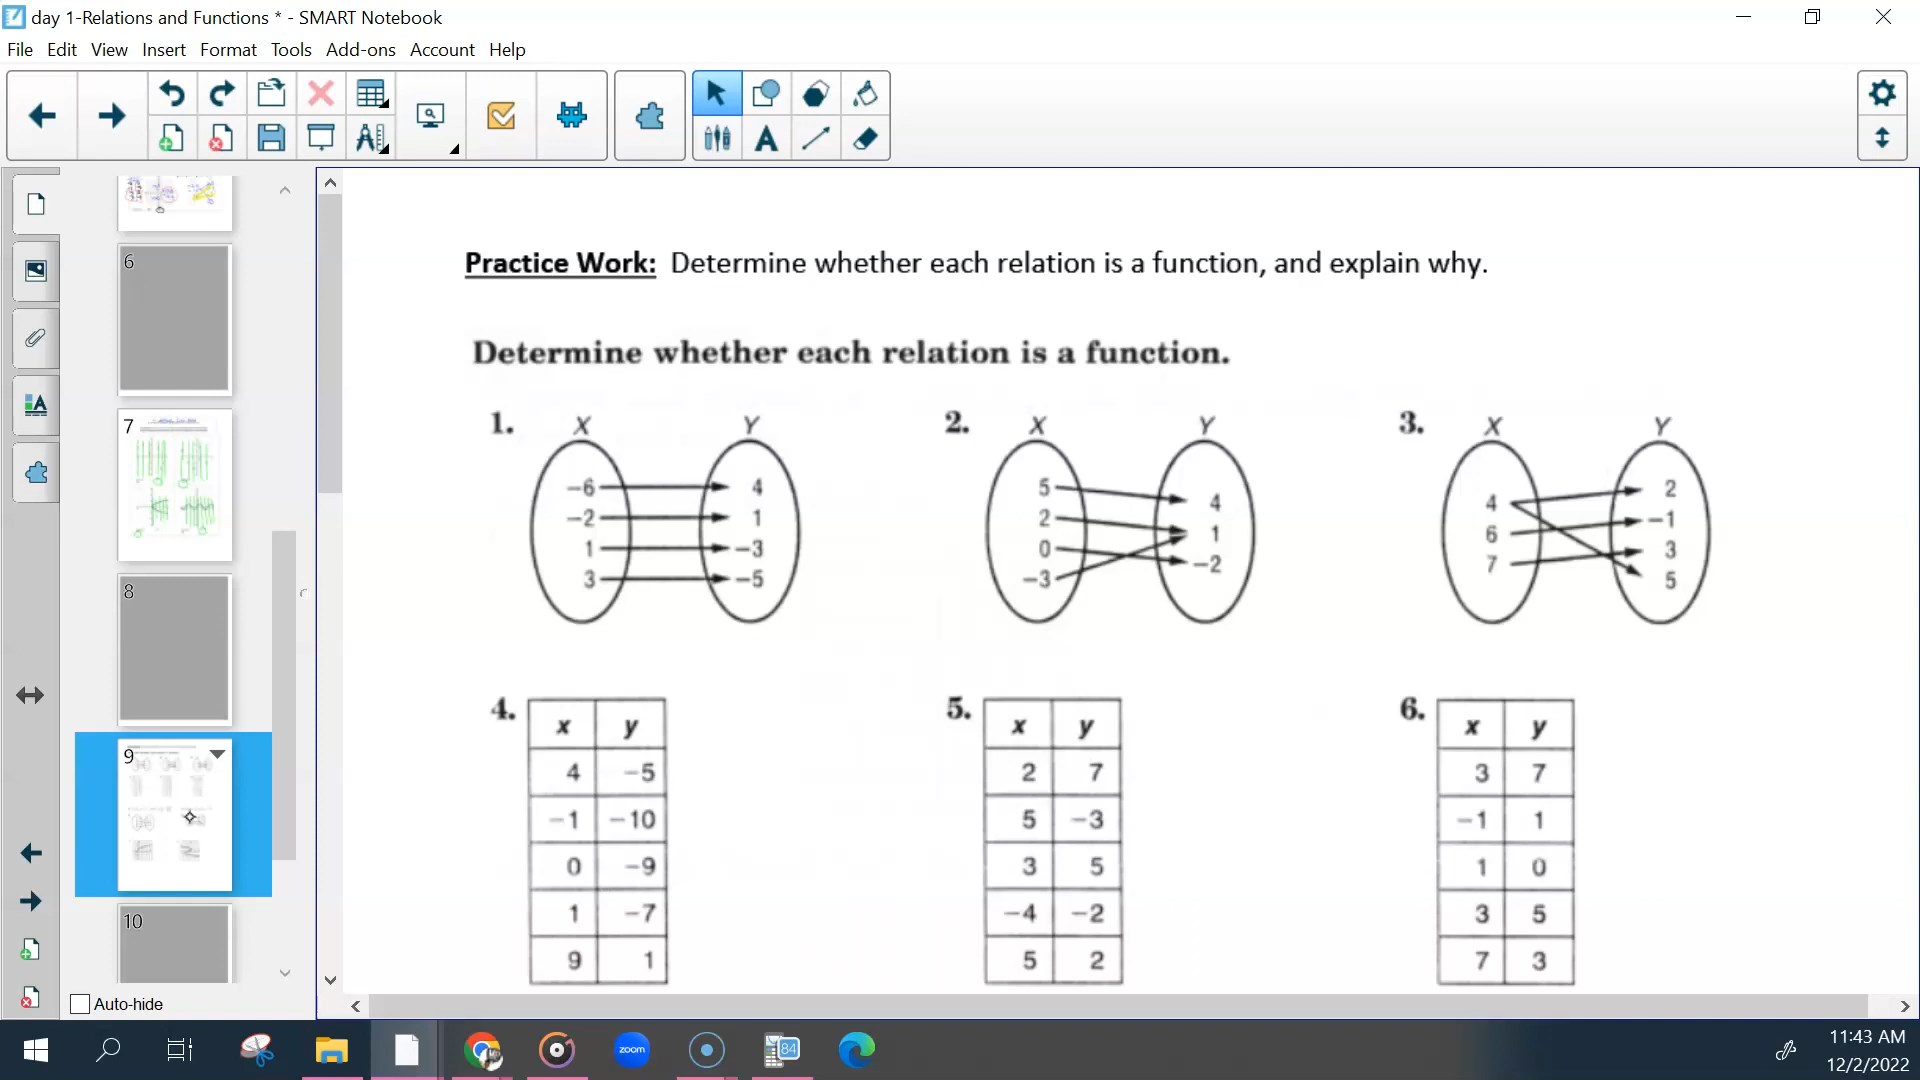 day 1-Relations and Functions * - SMART Notebook
File Edit View Insert Format Tools Add-ons Account Help
6
7
8
9
10
Auto-hide
Practice Work: Determine whether each relation is a function, and explain why.
Determine whether each relation is a function.
1. X Y
-6 4
-2 1
1 -3
3 -5
2. X Y
5 4
2 1
0 -2
-3
3. X Y
4 2
6 -1
7 3
5
4. x y
4 -5
-1 -10
0 -9
1 -7
9 1
5. x y
2 7
5 -3
3 5
-4 -2
5 2
6. x y
3 7
-1 1
1 0
3 5
7 3
zoom
84
11:43 AM
12/2/2022